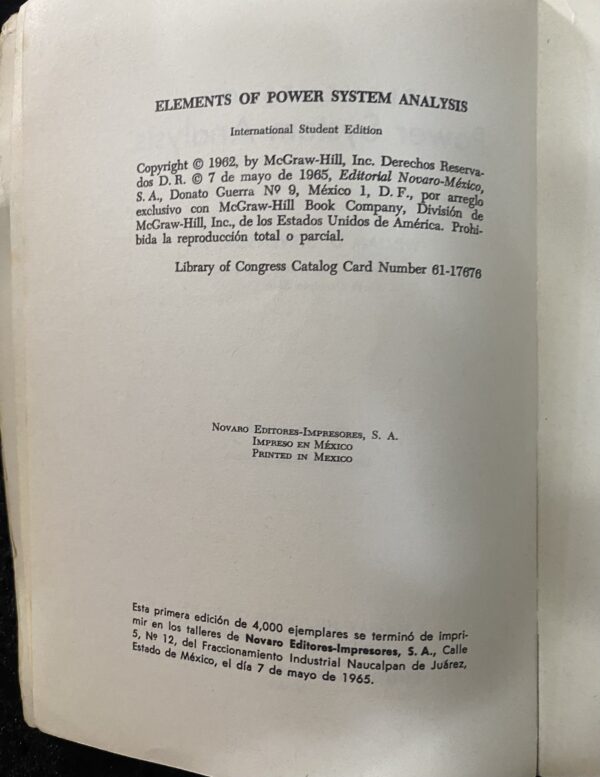 ELEMENTS OF POWER SYSTEM ANALYSIS
International Student Edition
Copyright © 1962, by McGraw-Hill, Inc. Derechos Reserva-
dos D. R. © 7 de mayo de 1965, Editorial Novaro-México,
S. A., Donato Guerra Nº 9, México 1, D. F., por arreglo
exclusivo con McGraw-Hill Book Company, División de
McGraw-Hill, Inc., de los Estados Unidos de América. Prohi-
bida la reproducción total o parcial.
Library of Congress Catalog Card Number 61-17676
NOVARO EDITORES-IMPRESORES, S. A.
IMPRESO EN MÉXICO
PRINTED IN MEXICO
Esta primera edición de 4,000 ejemplares se terminó de impri-
mir en los talleres de Novaro Editores-Impresores, S. A., Calle
5, Nº 12, del Fraccionamiento Industrial Naucalpan de Juárez,
Estado de México, el día 7 de mayo de 1965.